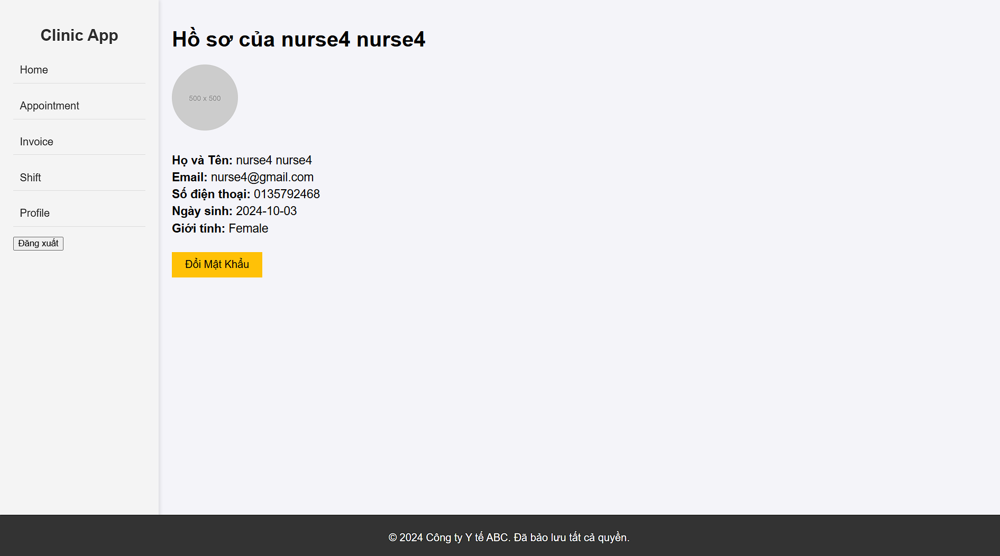 Clinic App
Home
Appointment
Invoice
Shift
Profile
Đăng xuất
Hồ sơ của nurse4 nurse4
500 x 500
Họ và Tên: nurse4 nurse4
Email: nurse4@gmail.com
Số điện thoại: 0135792468
Ngày sinh: 2024-10-03
Giới tính: Female
Đổi Mật Khẩu
© 2024 Công ty Y tế ABC. Đã bảo lưu tất cả quyền.